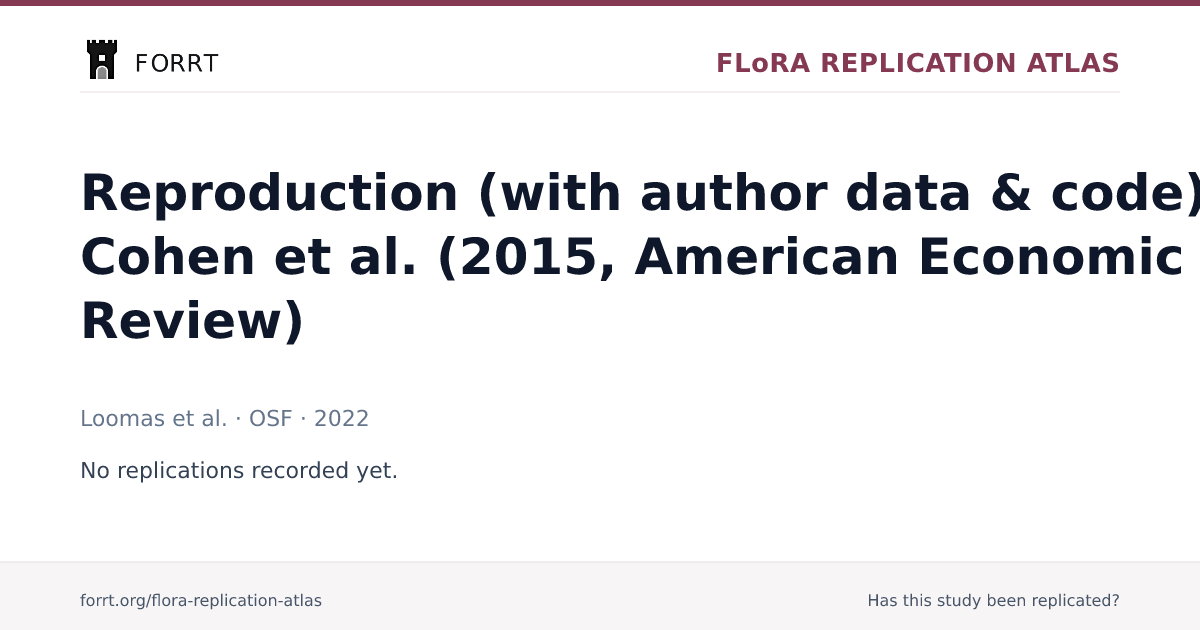 FORRT
FLoRA REPLICATION ATLAS
Reproduction (with author data & code)
Cohen et al. (2015, American Economic
Review)
Loomas et al. · OSF · 2022
No replications recorded yet.
forrt.org/flora-replication-atlas
Has this study been replicated?